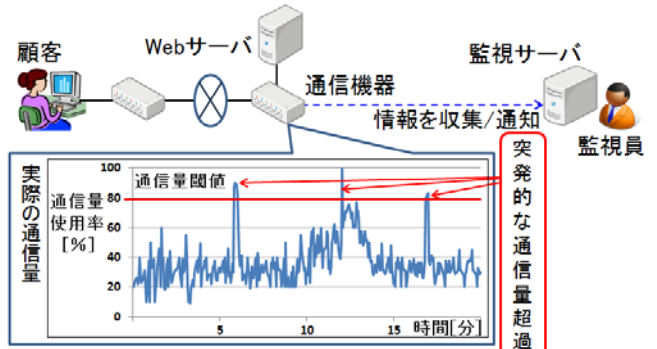 顧客
Webサーバ
監視サーバ
通信機器
情報を収集/通知
監視員
実際の通信量
通信量閾値
通信量
使用率
[%]
100
80
60
40
20
0
5
10
15
時間[分]
突発的な通信量超過